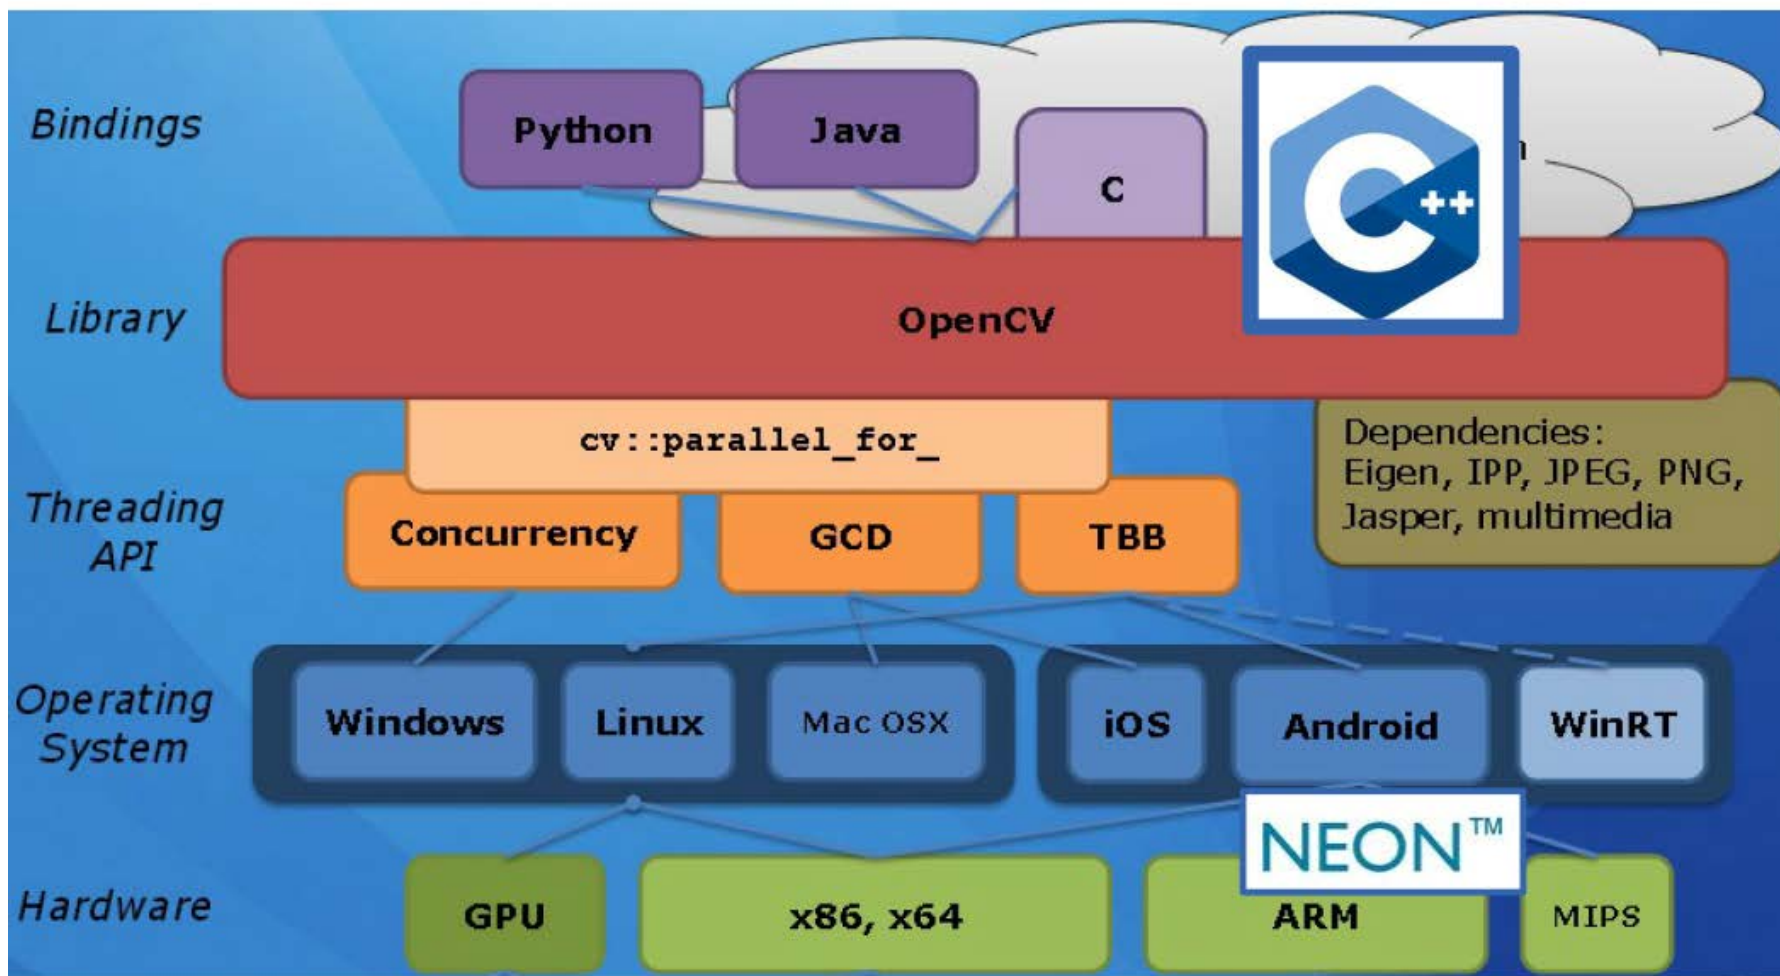 Bindings
Python
Java
C
C++
Library
OpenCV
cv::parallel_for_
Dependencies:
Eigen, IPP, JPEG, PNG,
Jasper, multimedia
Threading
API
Concurrency
GCD
TBB
Operating
System
Windows
Linux
Mac OSX
iOS
Android
WinRT
NEON™
Hardware
GPU
x86, x64
ARM
MIPS